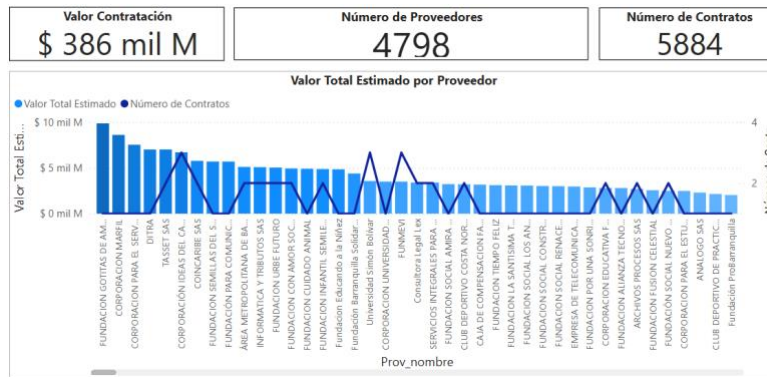 Valor Contratación
$ 386 mil M
Número de Proveedores
4798
Número de Contratos
5884
Valor Total Estimado por Proveedor
Valor Total Estimado
Número de Contratos
Valor Total Esti...
$ 10 mil M
$ 5 mil M
$ 0 mil M
4
2
FUNDACION GOTITAS DE AM...
CORPORACION MARFIL
CORPORACION PARA EL SERV...
DITRA
TASSET SAS
CORPORACIÓN IDEAS DEL CA...
COINCARIBE SAS
FUNDACION SEMILLAS DEL S...
FUNDACIÓN PARA COMUNIC...
ÁREA METROPOLITANA DE BA...
INFORMATICA Y TRIBUTOS SAS
FUNDACION URBE FUTURO
FUNDACION CON AMOR SOC...
FUNDACION CUIDADO ANIMAL
FUNDACION INFANTIL SEMILE...
Fundacion Educando a la Niñez
Fundación Barranquilla Solidar...
Universidad Simón Bolívar
CORPORACION UNIVERSIDAD...
FUNMEVI
Consultora Legal Lex
SERVICIOS INTEGRALES PARA ...
FUNDACION SOCIAL AMIRA ...
CLUB DEPORTIVO COSTA NOR...
CAJA DE COMPENSACION FA...
FUNDACION TIEMPO FELIZ
FUNDACION LA SANTISIMA T...
FUNDACION SOCIAL LOS AN...
FUNDACION SOCIAL CONSTR...
FUNDACION SOCIAL RENACE...
EMPRESA DE TELECOMUNICA...
FUNDACION POR UNA SONRI...
CORPORACION EDUCATIVA F...
FUNDACION ALIANZA TECNO...
ARCHIVOS PROCESOS SAS
FUNDACION FUSION CELESTIAL
FUNDACIÓN SOCIAL NUEVO ...
CORPORACION PARA EL ESTU...
ANALOGO SAS
CLUB DEPORTIVO DE PRACTIC...
Fundación ProBarranquilla
Prov_nombre